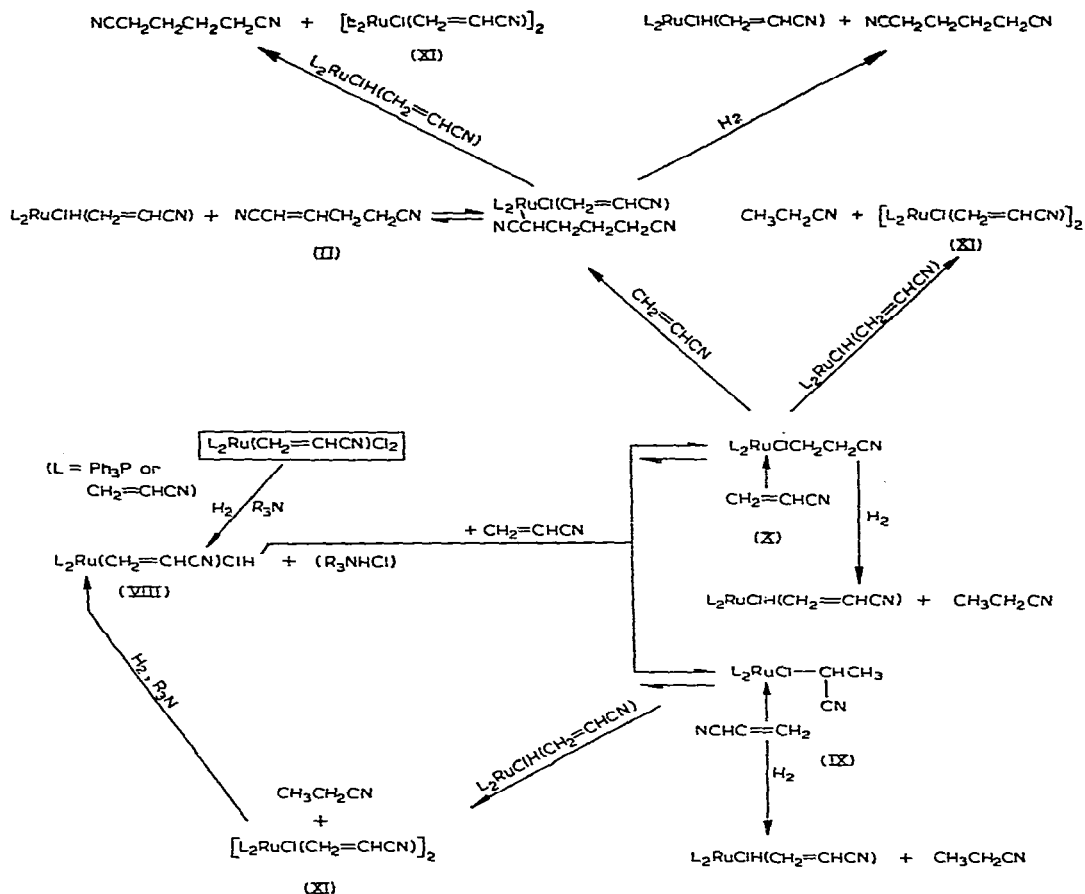 NCCH₂CH₂CH₂CH₂CN + [L₂RuCl(CH₂=CHCN)]₂ L₂RuClH(CH₂=CHCN) + NCCH₂CH₂CH₂CH₂CN
(XI)
L₂RuClH(CH₂=CHCN)
H2
L₂RuClH(CH₂=CHCN) + NCCH=CHCH₂CH₂CN ⇌ L₂RuCl(CH₂=CHCN)
NCCHCH₂CH₂CH₂CN
(II)
CH₃CH₂CN + [L₂RuCl(CH₂=CHCN)]₂
(XI)
CH₂=CHCN
L₂RuClH(CH₂=CHCN)
L₂Ru(CH₂=CHCN)Cl₂
(L = Ph₃P or
CH₂=CHCN)
H₂ R₃N
L₂RuClCH₂CH₂CN
CH₂=CHCN
(X)
H₂
+ CH₂=CHCN
L₂Ru(CH₂=CHCN)ClH + (R₃NHCl)
(VIII)
L₂RuClH(CH₂=CHCN) + CH₃CH₂CN
H₂, R₃N
L₂RuCl—CHCH₃
CN
NCHC=CH₂
(IX)
H₂
L₂RuClH(CH₂=CHCN)
CH₃CH₂CN
+
[L₂RuCl(CH₂=CHCN)]₂
(XI)
L₂RuClH(CH₂=CHCN) + CH₃CH₂CN